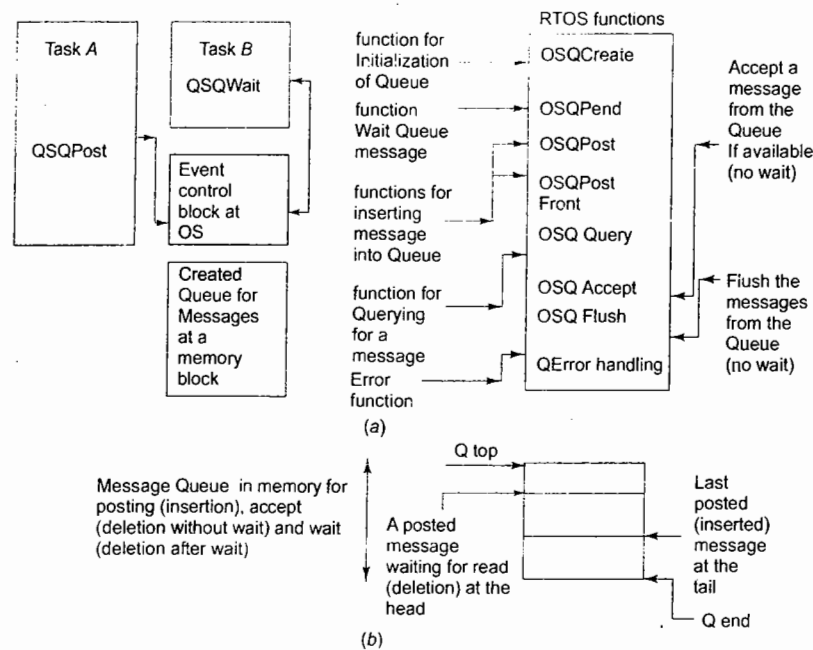 Task A
QSQPost
Task B
QSQWait
Event
control
block at
OS
Created
Queue for
Messages
at a
memory
block
function for
Initialization
of Queue
function
Wait Queue
message
functions for
inserting
message
into Queue
function for
Querying
for a
message
Error
function
RTOS functions
OSQCreate
OSQPend
OSQPost
OSQPost
Front
OSQ Query
OSQ Accept
OSQ Flush
QError handling
Accept a
message
from the
Queue
If available
(no wait)
Flush the
messages
from the
Queue
(no wait)
(a)
Message Queue in memory for
posting (insertion), accept
(deletion without wait) and wait
(deletion after wait)
Q top
A posted
message
waiting for read
(deletion) at the
head
Last
posted
(inserted)
message
at the
tail
Q end
(b)